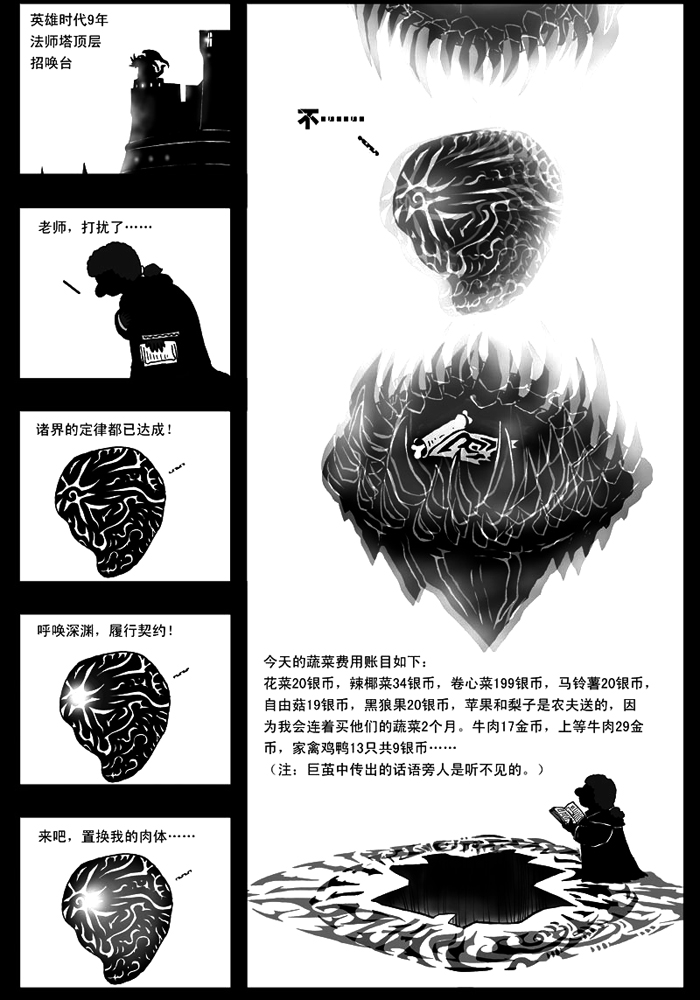 英雄时代9年
法师塔顶层
招唤台
老师，打扰了……
诸界的定律都已达成！
呼唤深渊，履行契约！
来吧，置换我的肉体……
不……
今天的蔬菜费用账目如下：
花菜20银币，辣椰菜34银币，卷心菜199银币，马铃薯20银币，
自由菇19银币，黑狼果20银币，苹果和梨子是农夫送的，因
为我会连着买他们的蔬菜2个月。牛肉17金币，上等牛肉29金
币，家禽鸡鸭13只共9银币……
（注：巨茧中传出的话语旁人是听不见的。）